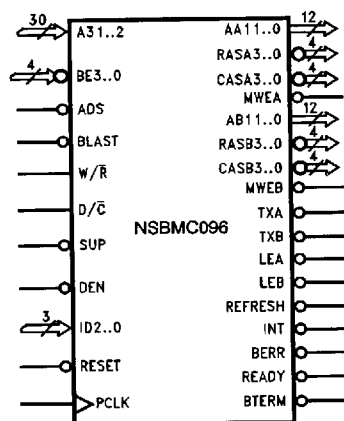 30
A31..2
4
BE3..0
ADS
BLAST
W/R̅
D/C̅
SUP
DEN
3
ID2..0
RESET
PCLK
NSBMC096
AA11..0
12
RASA3..0
4
CASA3..0
4
MWEA
AB11..0
12
RASB3..0
4
CASB3..0
4
MWEB
TXA
TXB
LEA
LEB
REFRESH
INT
BERR
READY
BTERM